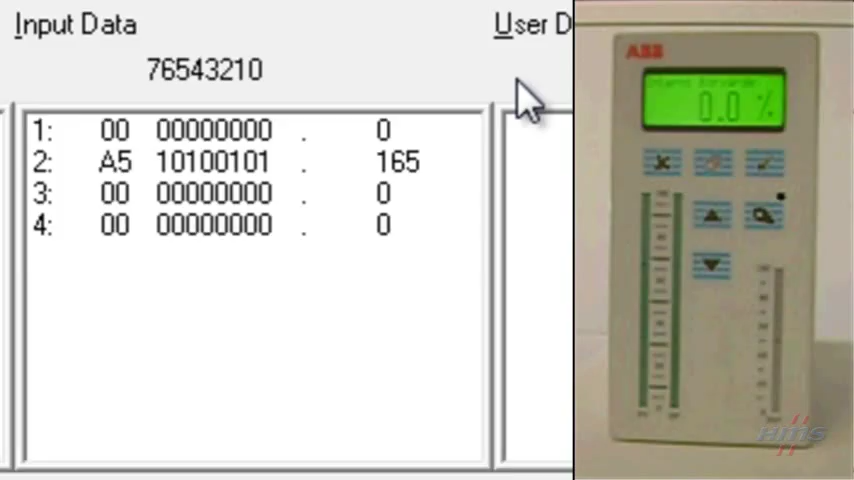 Input Data
User D
76543210
1: 00 00000000 . 0
2: A5 10100101 . 165
3: 00 00000000 . 0
4: 00 00000000 . 0
ABB
0.0 %
HMS